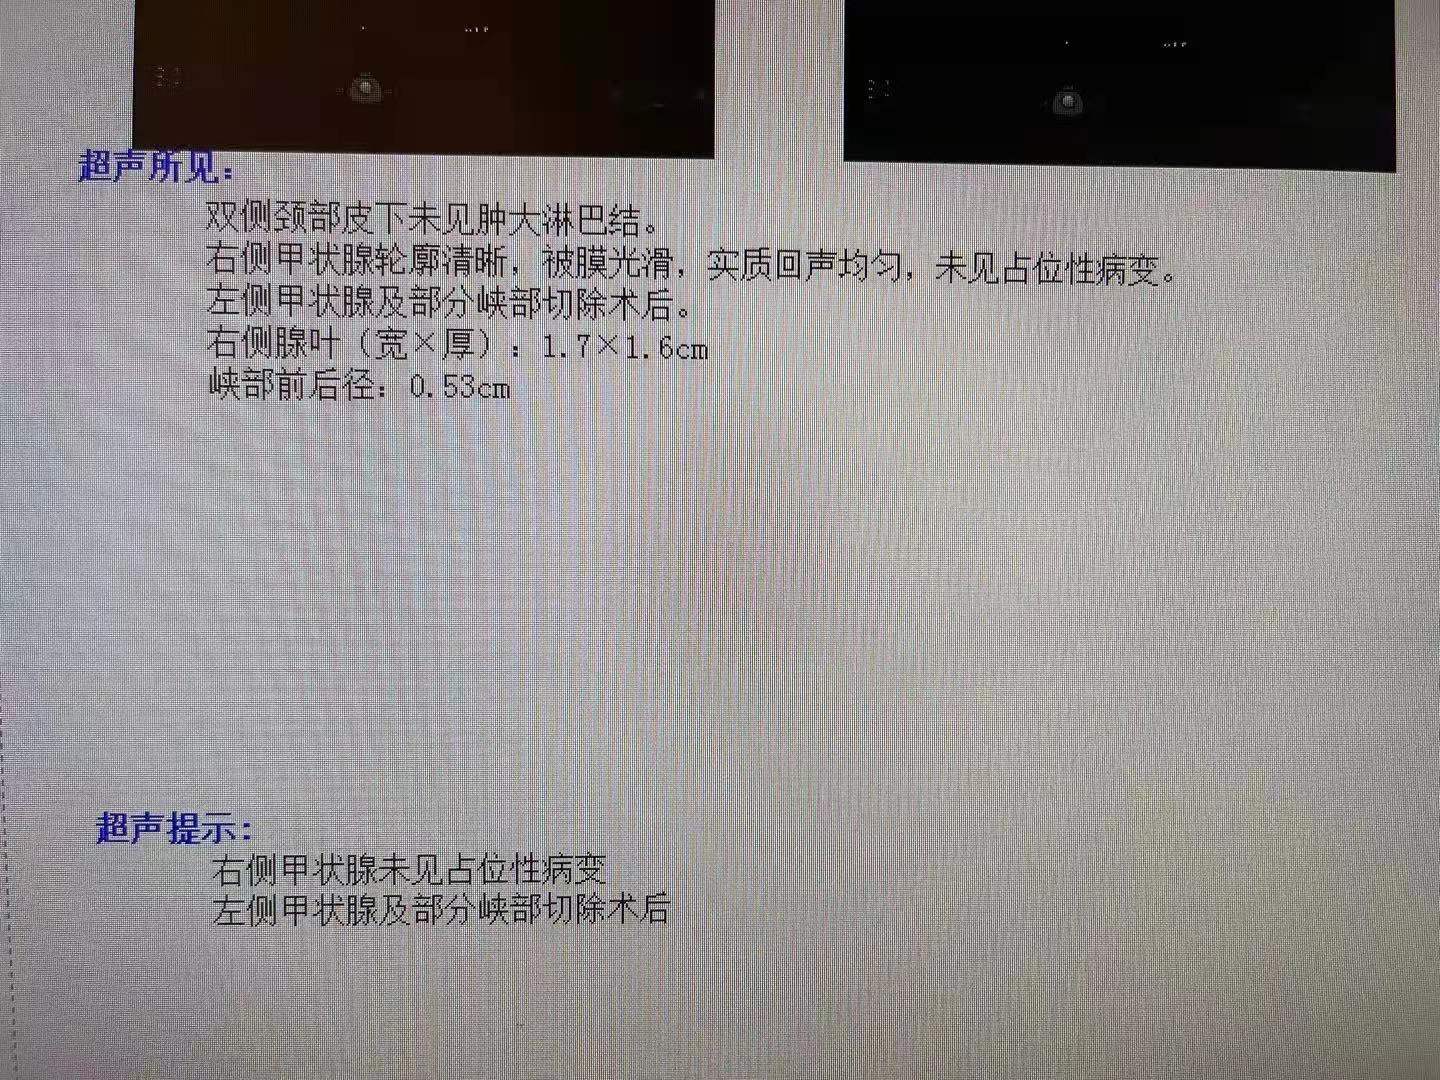 超声所见：
双侧颈部皮下未见肿大淋巴结。
右侧甲状腺轮廓清晰，被膜光滑，实质回声均匀，未见占位性病变。
左侧甲状腺及部分峡部切除术后。
右侧腺叶（宽×厚）：1.7×1.6cm
峡部前后径：0.53cm
超声提示：
右侧甲状腺未见占位性病变
左侧甲状腺及部分峡部切除术后